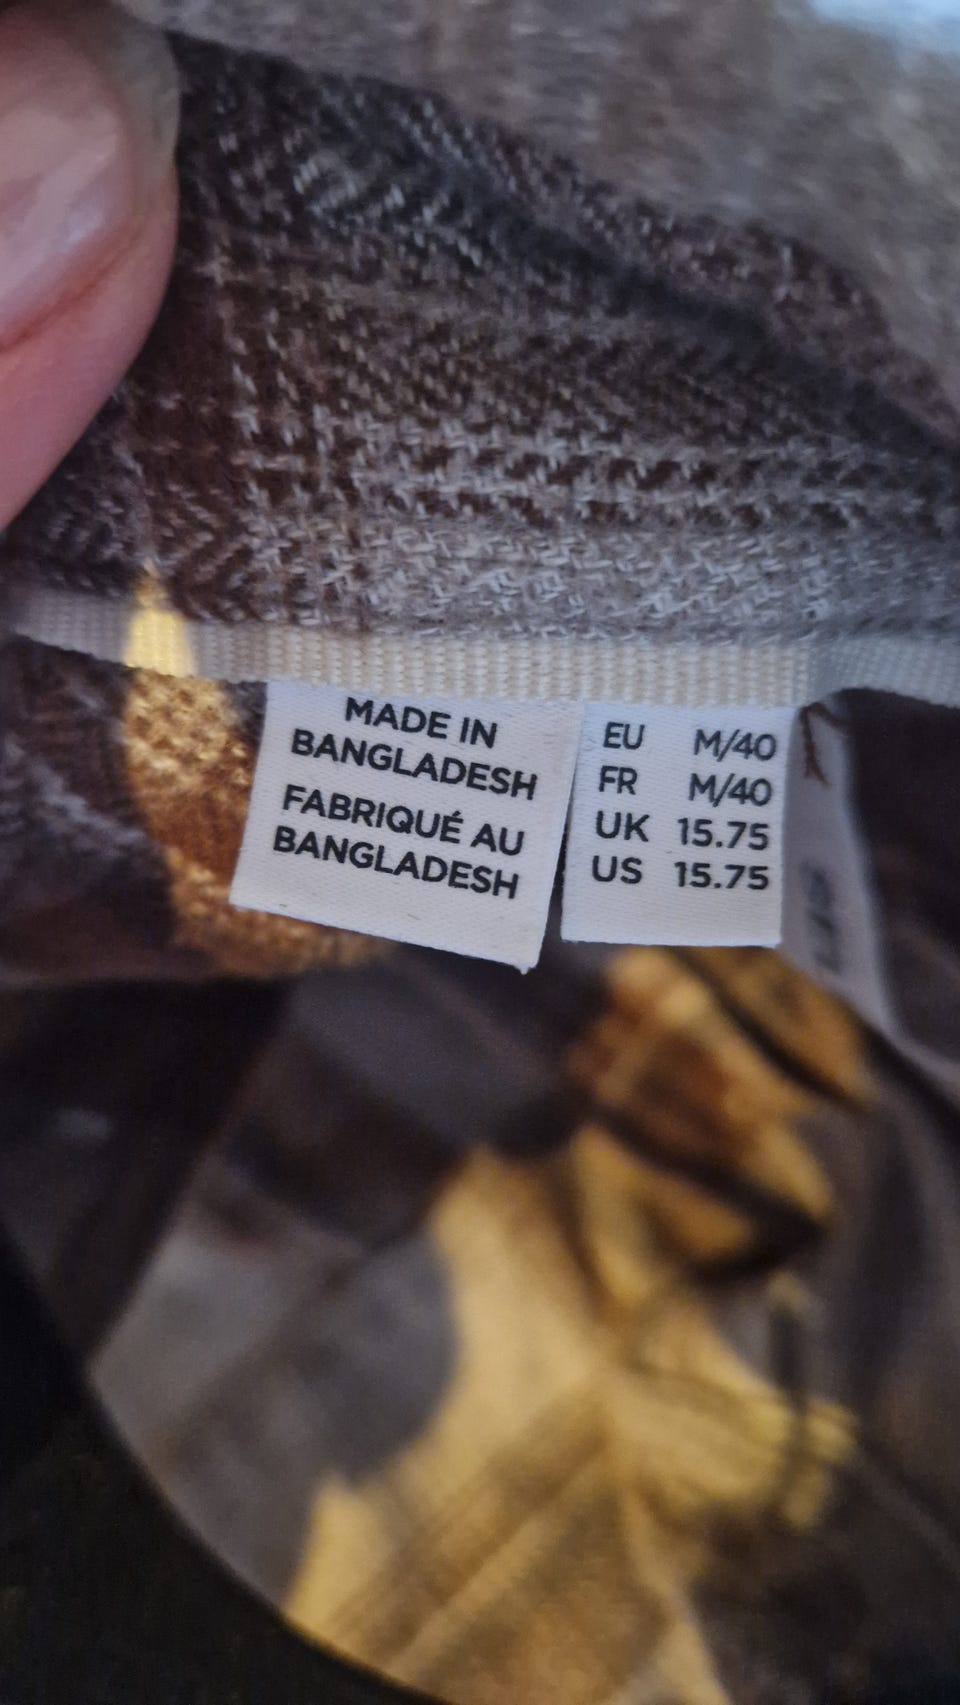 MADE IN
BANGLADESH
FABRIQUÉ AU
BANGLADESH
EU M/40
FR M/40
UK 15.75
US 15.75